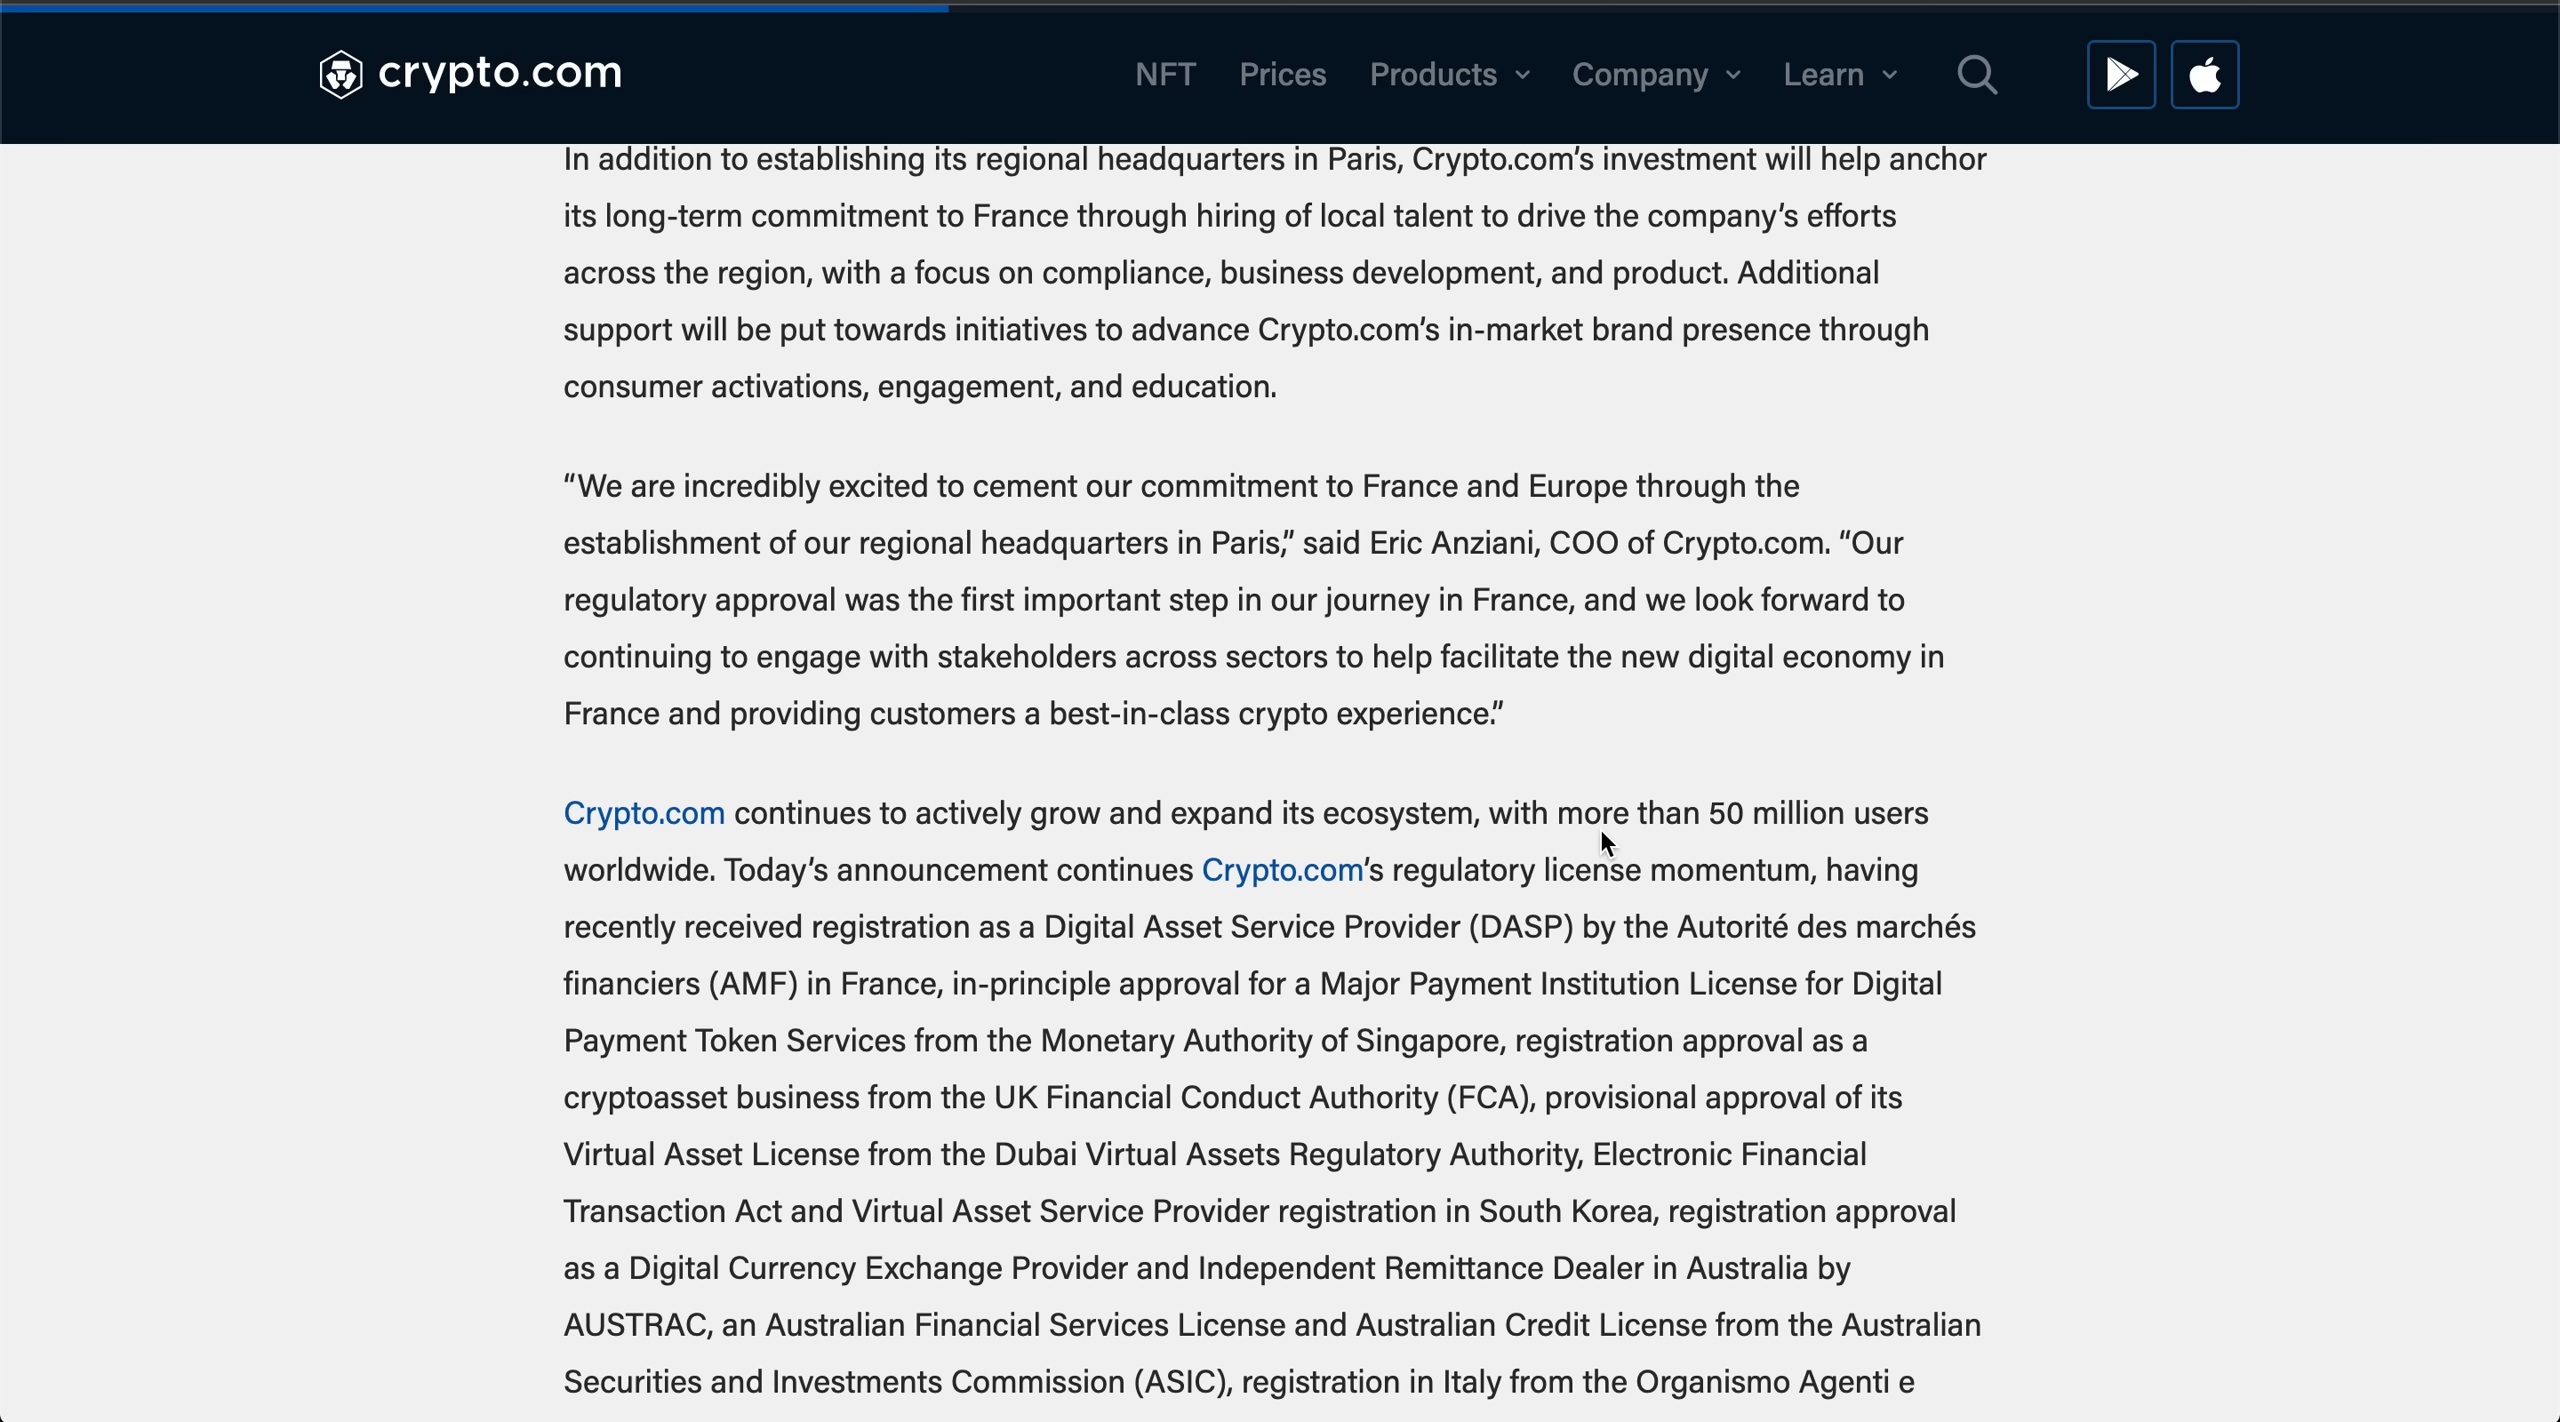 crypto.com
NFT Prices Products Company Learn
In addition to establishing its regional headquarters in Paris, Crypto.com’s investment will help anchor
its long-term commitment to France through hiring of local talent to drive the company’s efforts
across the region, with a focus on compliance, business development, and product. Additional
support will be put towards initiatives to advance Crypto.com’s in-market brand presence through
consumer activations, engagement, and education.
“We are incredibly excited to cement our commitment to France and Europe through the
establishment of our regional headquarters in Paris,” said Eric Anziani, COO of Crypto.com. “Our
regulatory approval was the first important step in our journey in France, and we look forward to
continuing to engage with stakeholders across sectors to help facilitate the new digital economy in
France and providing customers a best-in-class crypto experience.”
Crypto.com continues to actively grow and expand its ecosystem, with more than 50 million users
worldwide. Today’s announcement continues Crypto.com’s regulatory license momentum, having
recently received registration as a Digital Asset Service Provider (DASP) by the Autorité des marchés
financiers (AMF) in France, in-principle approval for a Major Payment Institution License for Digital
Payment Token Services from the Monetary Authority of Singapore, registration approval as a
cryptoasset business from the UK Financial Conduct Authority (FCA), provisional approval of its
Virtual Asset License from the Dubai Virtual Assets Regulatory Authority, Electronic Financial
Transaction Act and Virtual Asset Service Provider registration in South Korea, registration approval
as a Digital Currency Exchange Provider and Independent Remittance Dealer in Australia by
AUSTRAC, an Australian Financial Services License and Australian Credit License from the Australian
Securities and Investments Commission (ASIC), registration in Italy from the Organismo Agenti e